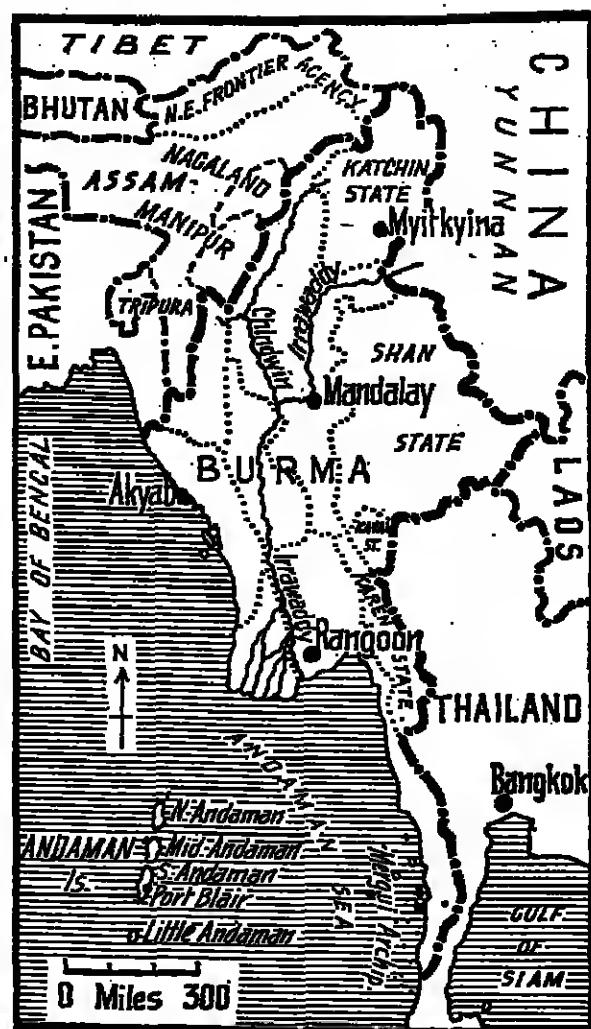 TIBET
BHUTAN
N.E. FRONTIER AGENCY
CHINA
YUNNAN
NAGALAND
ASSAM
MANIPUR
KATCHIN
STATE
Myitkyina
E. PAKISTAN
TRIPURA
Chindwin
Irrawaddy
SHAN
STATE
Mandalay
BURMA
LAOS
Akyab
BAY OF BENGAL
ST.
KAREN STATE
Irrawaddy
Rangoon
N
THAILAND
ANDAMAN SEA
Bangkok
N-Andaman
ANDAMAN
Is.
Mid-Andaman
S-Andaman
Port Blair
Little Andaman
Mergui Archip.
GULF
OF
SIAM
0 Miles 300